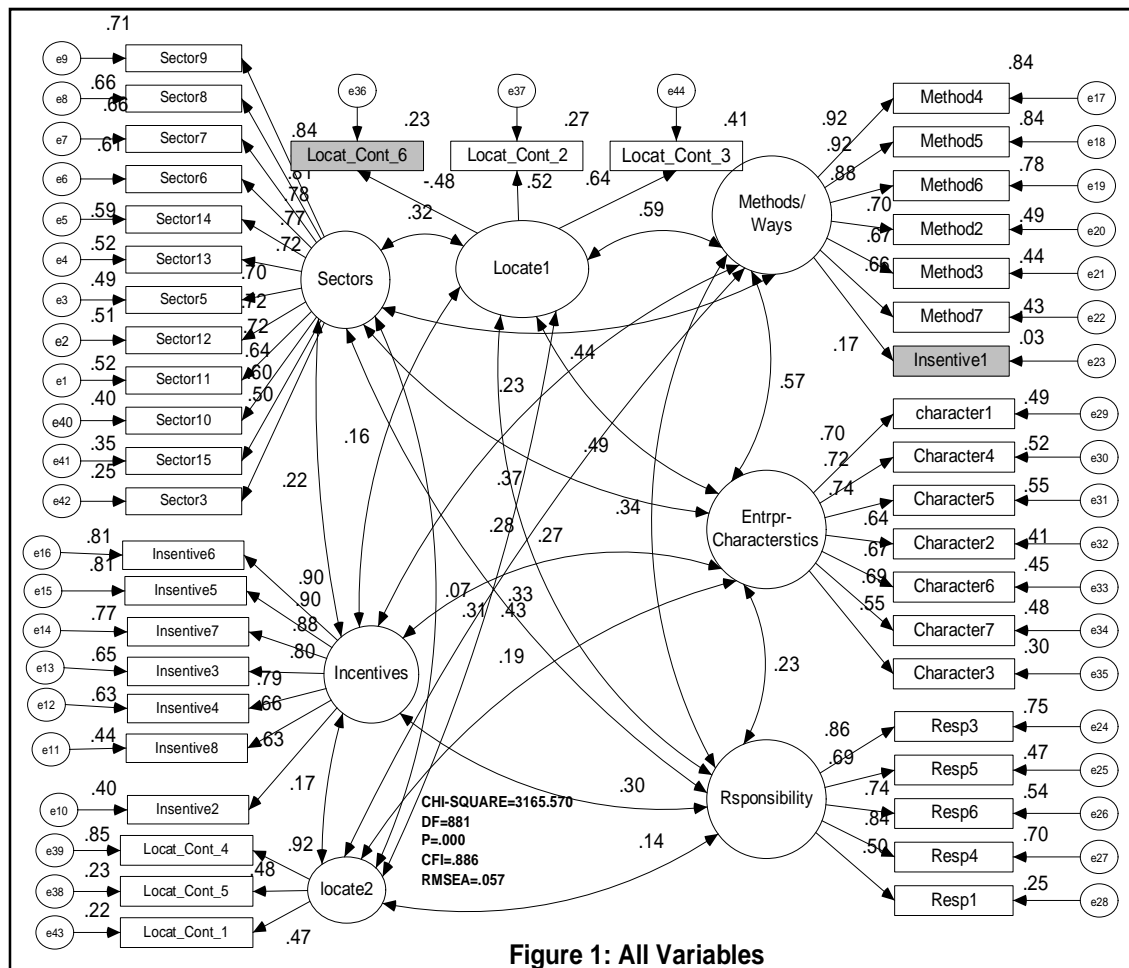 .71
e9
Sector9
.66
e8
Sector8
.66
e7
Sector7
.61
e6
Sector6
e5
.59
Sector14
e4
.52
Sector13
e3
.49
Sector5
e2
.51
Sector12
e1
.52
Sector11
e40
.40
Sector10
e41
.35
Sector15
e42
.25
Sector3
.84
.81
.78
.77
.72
.70
.72
.72
.64
.60
.50
Sectors
e36
.23
Locat_Cont_6
e37
.27
Locat_Cont_2
e44
.41
Locat_Cont_3
-.48
.52
.64
Locate1
.32
.59
Methods/
Ways
.92
.92
.88
.70
.67
.66
.17
.84
Method4
e17
.84
Method5
e18
.78
Method6
e19
.49
Method2
e20
.44
Method3
e21
.43
Method7
e22
.03
Insentive1
e23
.44
.23
.57
.16
.49
.22
.37
.34
.28
.27
.07
.33
.31
.43
.19
.23
.17
.30
.14
Entrpr-
Characterstics
.70
.72
.74
.64
.67
.69
.55
.49
character1
e29
.52
Character4
e30
.55
Character5
e31
.41
Character2
e32
.45
Character6
e33
.48
Character7
e34
.30
Character3
e35
.81
e16
Insentive6
.81
e15
Insentive5
.77
e14
Insentive7
.65
e13
Insentive3
.63
e12
Insentive4
.44
e11
Insentive8
.40
e10
Insentive2
.90
.90
.88
.80
.79
.66
.63
Incentives
.85
e39
Locat_Cont_4
.23
e38
Locat_Cont_5
.22
e43
Locat_Cont_1
.92
.48
.47
locate2
CHI-SQUARE=3165.570
DF=881
P=.000
CFI=.886
RMSEA=.057
Rsponsibility
.86
.69
.74
.84
.50
.75
Resp3
e24
.47
Resp5
e25
.54
Resp6
e26
.70
Resp4
e27
.25
Resp1
e28
Figure 1: All Variables